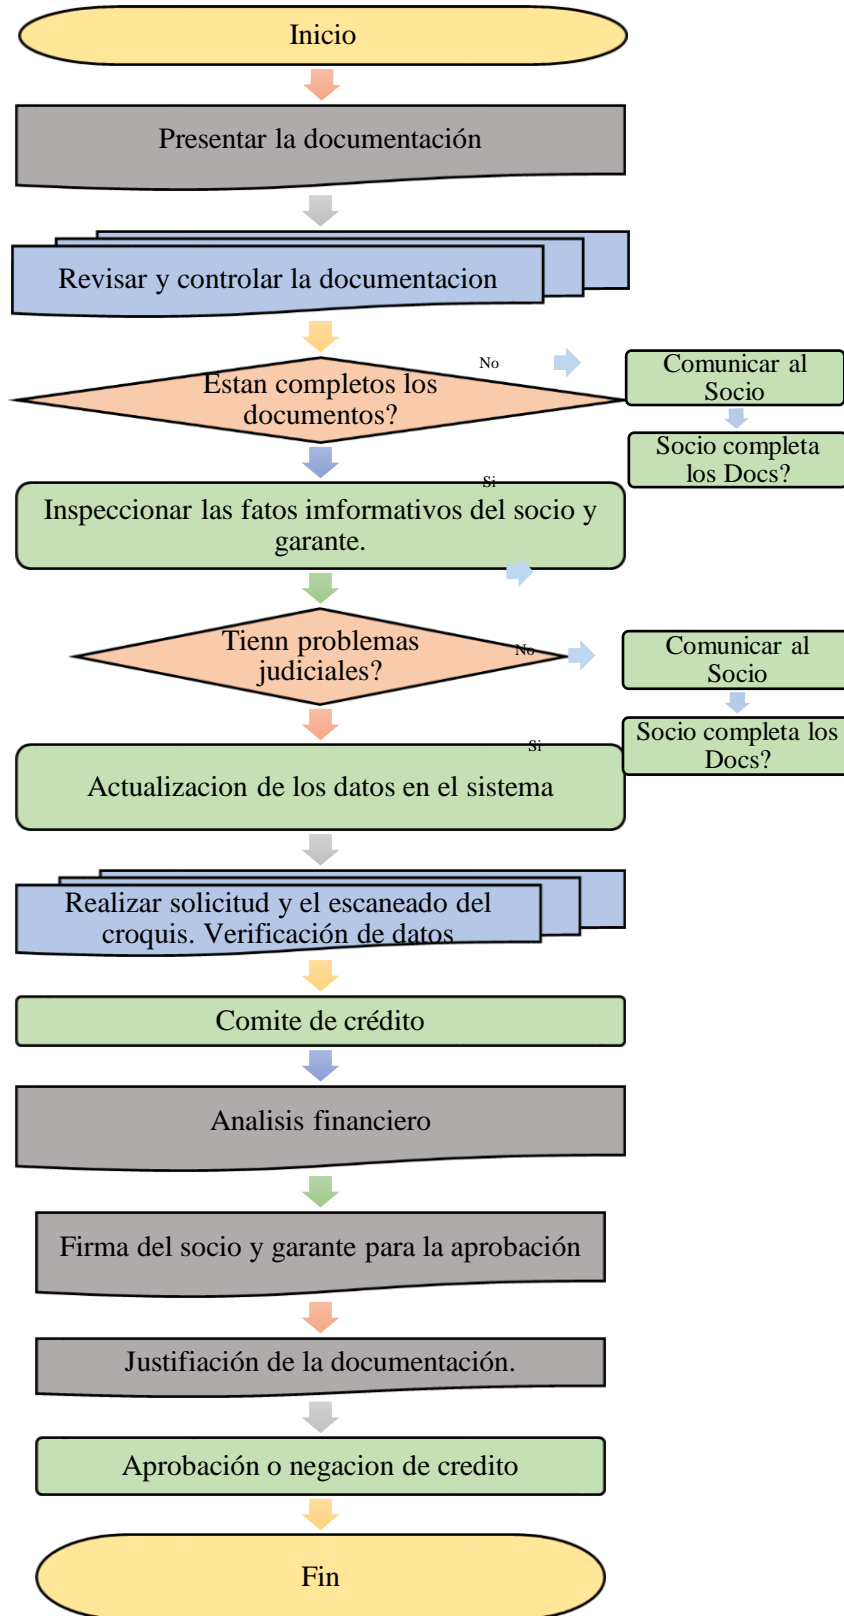 Inicio
Presentar la documentación
Revisar y controlar la documentacion
No
Estan completos los
documentos?
Comunicar al
Socio
Socio completa
los Docs?
Si
Inspeccionar las fatos imformativos del socio y
garante.
Tienn problemas
judiciales?
No
Comunicar al
Socio
Socio completa los
Docs?
Si
Actualizacion de los datos en el sistema
Realizar solicitud y el escaneado del
croquis. Verificación de datos
Comite de crédito
Analisis financiero
Firma del socio y garante para la aprobación
Justifiación de la documentación.
Aprobación o negacion de credito
Fin